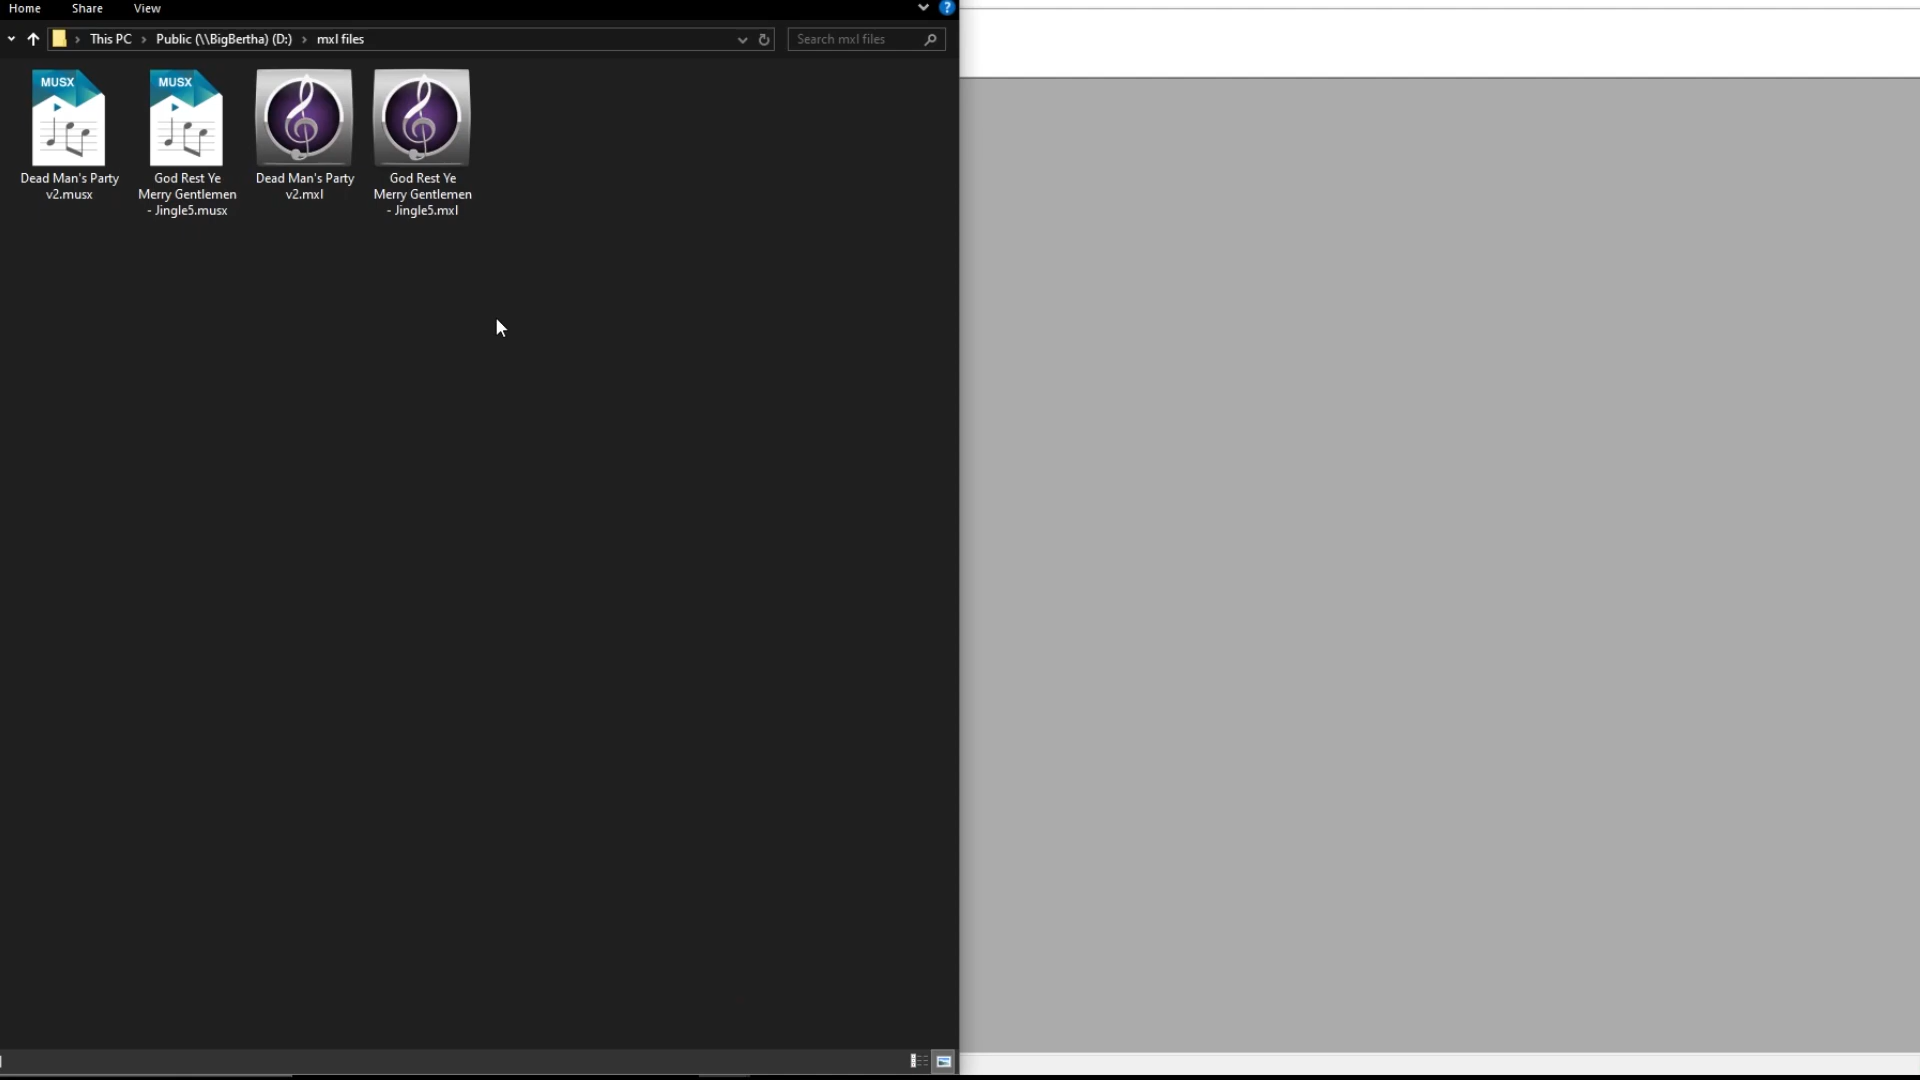 Home Share View
This PC Public (\\BigBertha) (D:) mxl files
Search mxl files
MUSX
MUSX
Dead Man's Party
v2.musx
God Rest Ye
Merry Gentlemen
- Jingle5.musx
Dead Man's Party
v2.mxl
God Rest Ye
Merry Gentlemen
- Jingle5.mxl